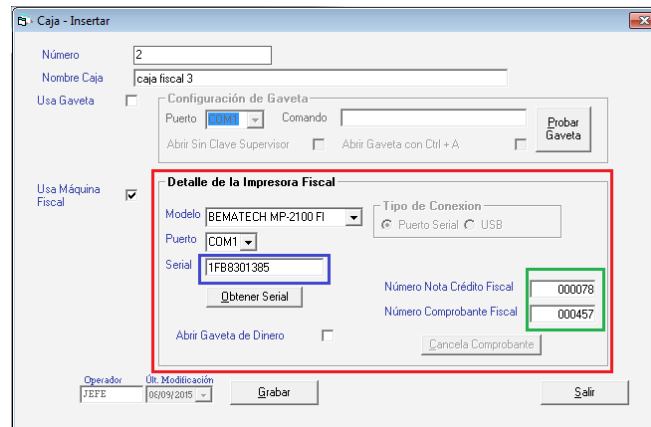 Caja - Insertar
Número 2
Nombre Caja caja fiscal 3
Usa Gaveta
Configuración de Gaveta
Puerto COM1 Comando
Probar Gaveta
Abrir Sin Clave Supervisor Abrir Gaveta con Ctrl + A
Usa Máquina Fiscal
Detalle de la Impresora Fiscal
Modelo BEMATECH MP-2100 FI
Tipo de Conexion
Puerto Serial USB
Puerto COM1
Serial 1FB8301385
Obtener Serial
Número Nota Crédito Fiscal 000078
Número Comprobante Fiscal 000457
Abrir Gaveta de Dinero
Cancela Comprobante
Operador Últ. Modificación
JEFE 08/09/2015
Grabar
Salir